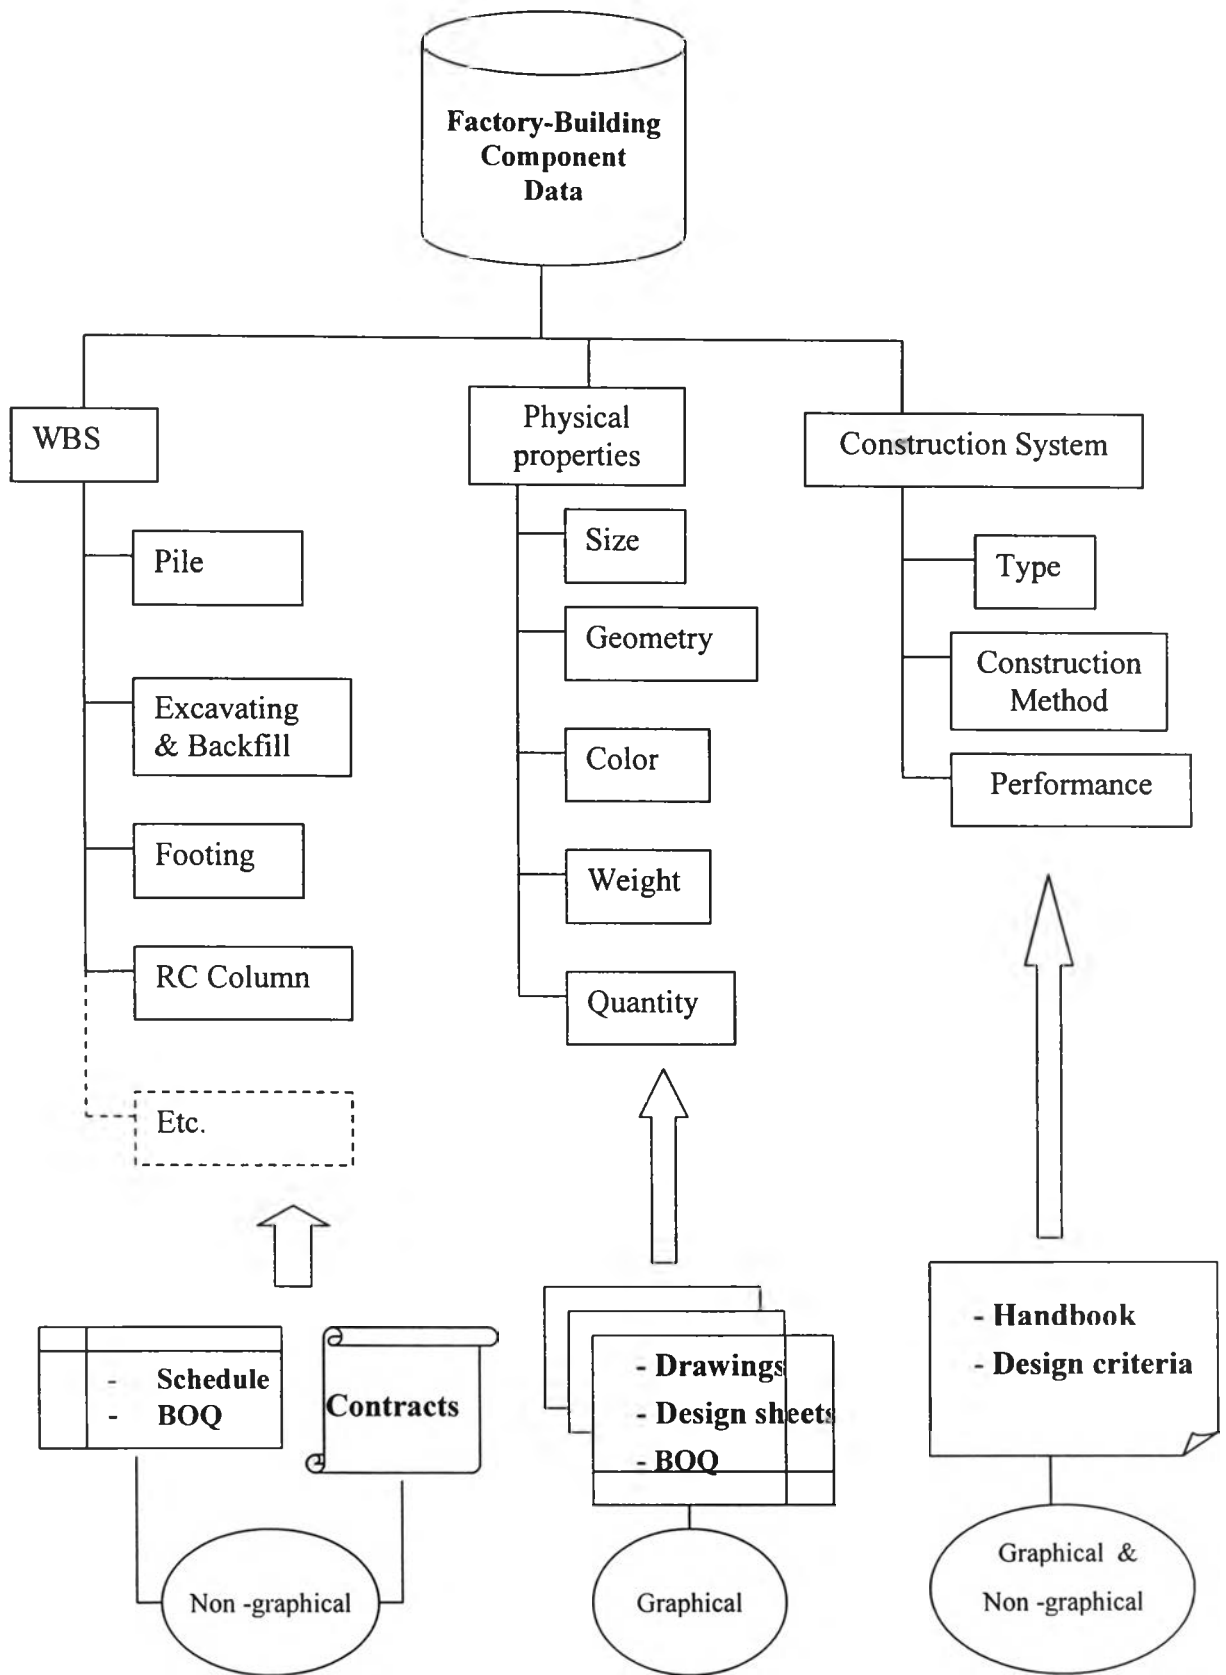 Factory-Building
Component
Data
WBS
Pile
Excavating
& Backfill
Footing
RC Column
Etc.
Physical
properties
Size
Geometry
Color
Weight
Quantity
Construction System
Type
Construction
Method
Performance
- Schedule
- BOQ
Contracts
Non -graphical
- Drawings
- Design sheets
- BOQ
Graphical
- Handbook
- Design criteria
Graphical &
Non -graphical